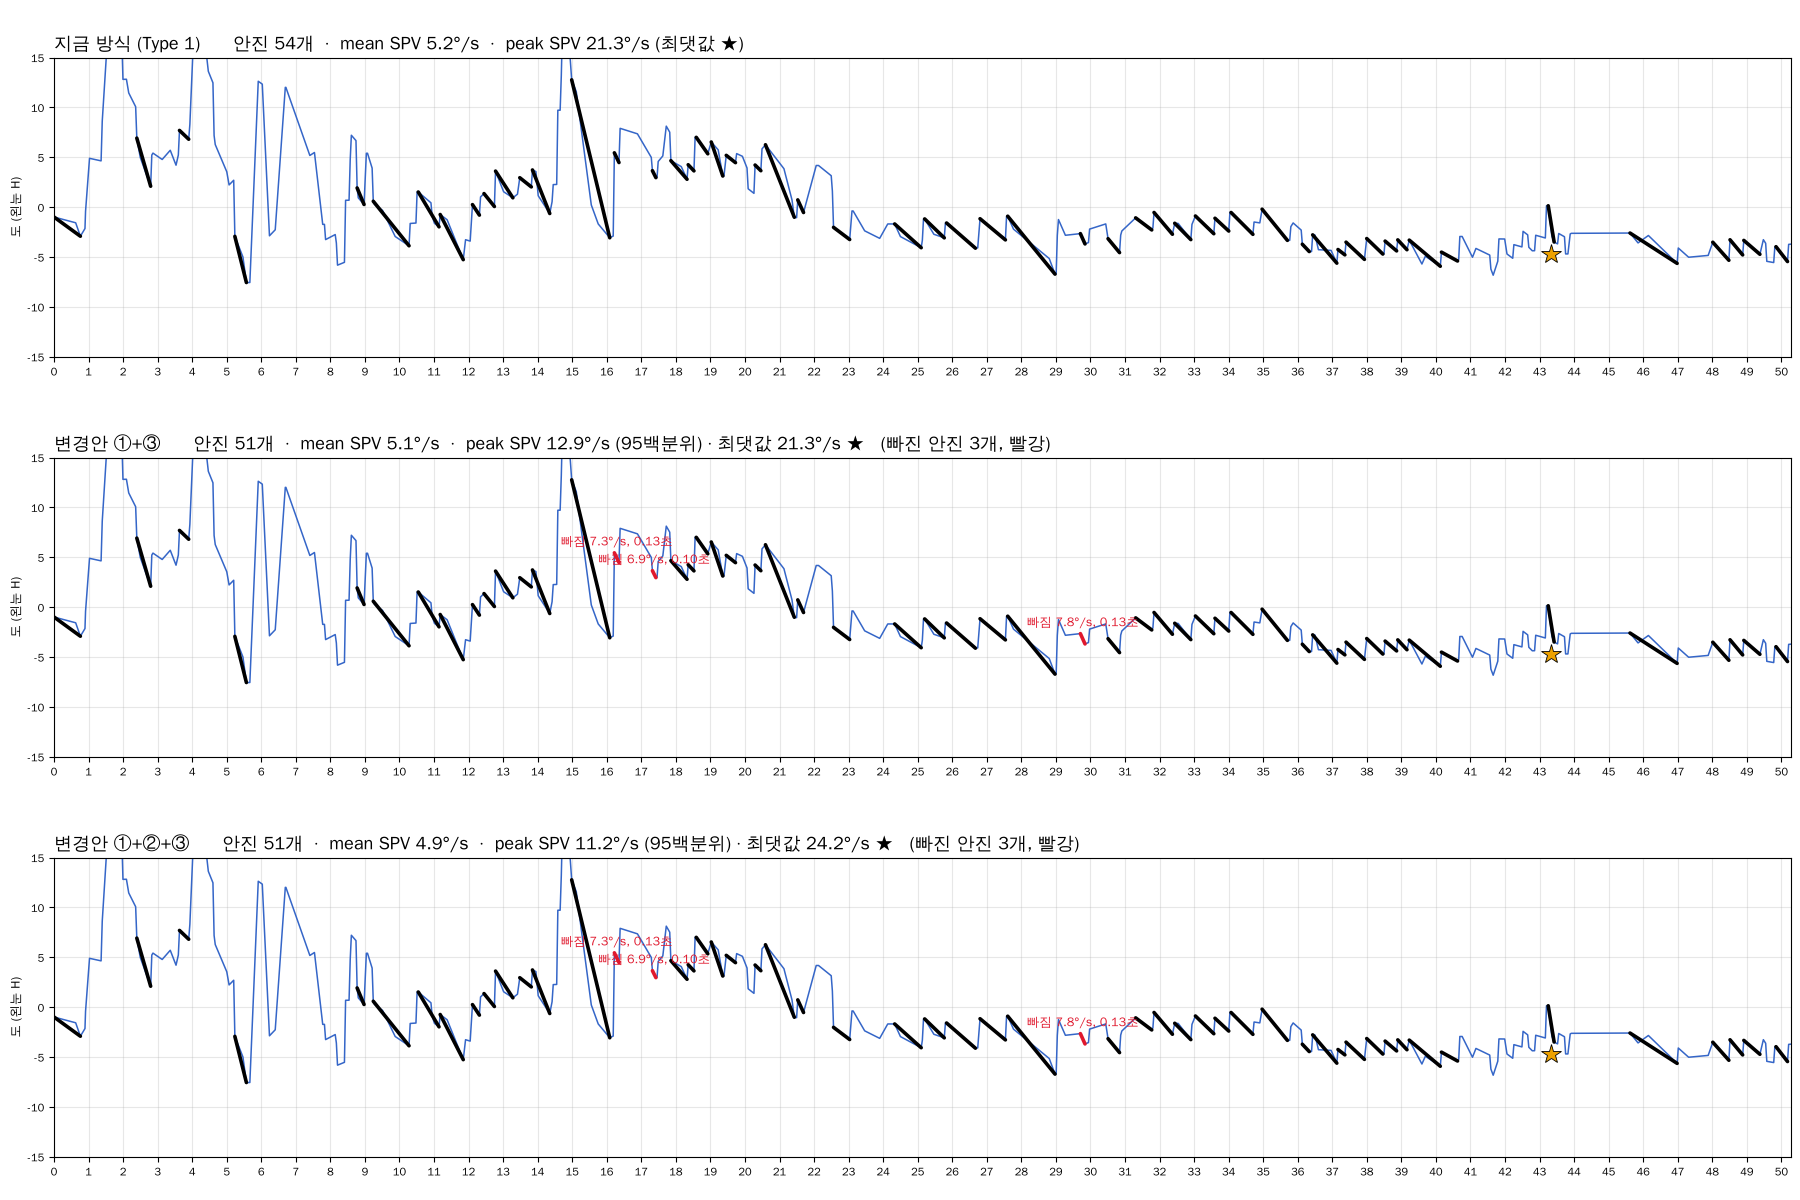 지금 방식 (Type 1) 안진 54개 · mean SPV 5.2°/s · peak SPV 21.3°/s (최댓값 ★)
도 (왼눈 H)
15
10
5
0
-5
-10
-15
0 1 2 3 4 5 6 7 8 9 10 11 12 13 14 15 16 17 18 19 20 21 22 23 24 25 26 27 28 29 30 31 32 33 34 35 36 37 38 39 40 41 42 43 44 45 46 47 48 49 50
변경안 ①+③ 안진 51개 · mean SPV 5.1°/s · peak SPV 12.9°/s (95백분위) · 최댓값 21.3°/s ★ (빠진 안진 3개, 빨강)
도 (왼눈 H)
15
10
5
0
-5
-10
-15
빠짐 7.3°/s, 0.13초
빠짐 6.9°/s, 0.10초
빠짐 7.8°/s, 0.13초
0 1 2 3 4 5 6 7 8 9 10 11 12 13 14 15 16 17 18 19 20 21 22 23 24 25 26 27 28 29 30 31 32 33 34 35 36 37 38 39 40 41 42 43 44 45 46 47 48 49 50
변경안 ①+②+③ 안진 51개 · mean SPV 4.9°/s · peak SPV 11.2°/s (95백분위) · 최댓값 24.2°/s ★ (빠진 안진 3개, 빨강)
도 (왼눈 H)
15
10
5
0
-5
-10
-15
빠짐 7.3°/s, 0.13초
빠짐 6.9°/s, 0.10초
빠짐 7.8°/s, 0.13초
0 1 2 3 4 5 6 7 8 9 10 11 12 13 14 15 16 17 18 19 20 21 22 23 24 25 26 27 28 29 30 31 32 33 34 35 36 37 38 39 40 41 42 43 44 45 46 47 48 49 50